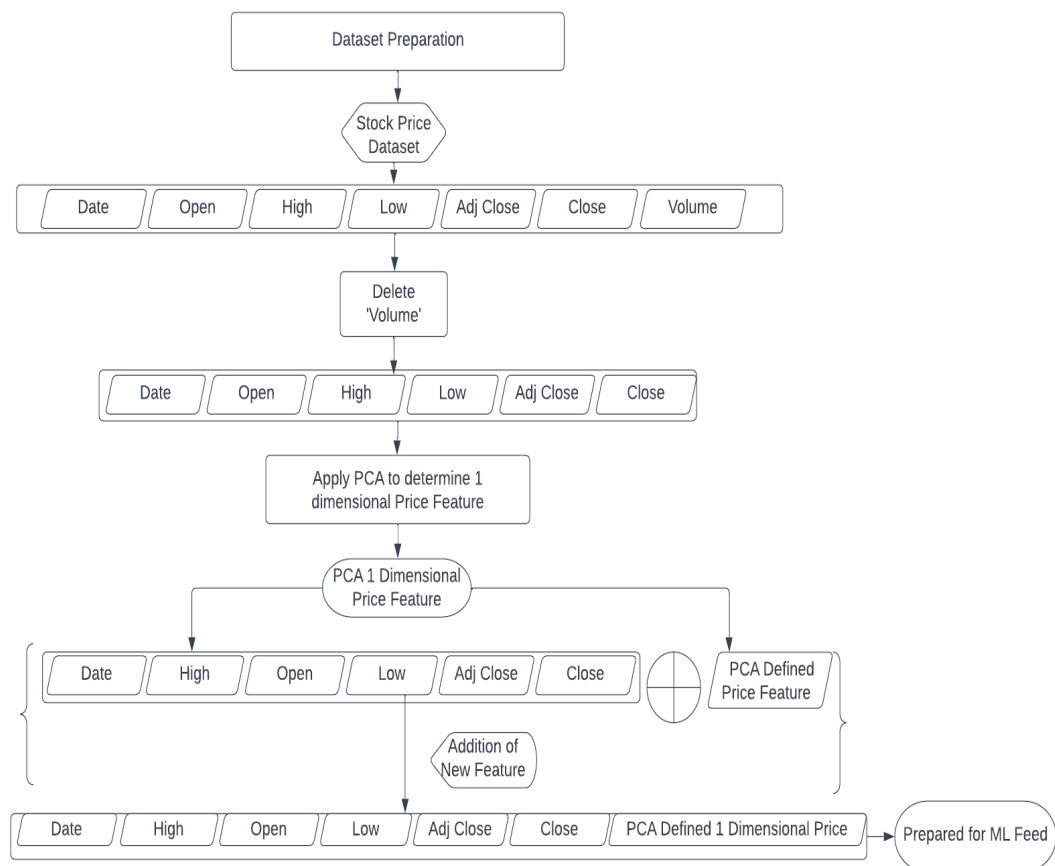 Dataset Preparation
Stock Price
Dataset
Date Open High Low Adj Close Close Volume
Delete
'Volume'
Date Open High Low Adj Close Close
Apply PCA to determine 1
dimensional Price Feature
PCA 1 Dimensional
Price Feature
Date High Open Low Adj Close Close
PCA Defined
Price Feature
Addition of
New Feature
Date High Open Low Adj Close Close PCA Defined 1 Dimensional Price
Prepared for ML Feed